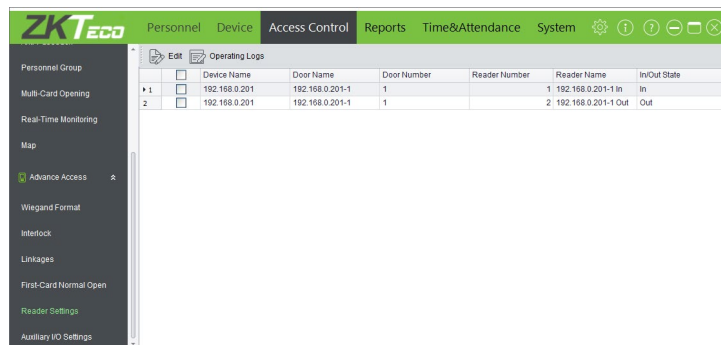 ZKTECO Personnel Device Access Control Reports Time&Attendance System
Edit Operating Logs
Personnel Group
Multi-Card Opening
Real-Time Monitoring
Map
Advance Access
Wiegand Format
Interlock
Linkages
First-Card Normal Open
Reader Settings
Auxiliary I/O Settings
Device Name Door Name Door Number Reader Number Reader Name In/Out State
1 192.168.0.201 192.168.0.201-1 1 1 192.168.0.201-1 In In
2 192.168.0.201 192.168.0.201-1 1 2 192.168.0.201-1 Out Out